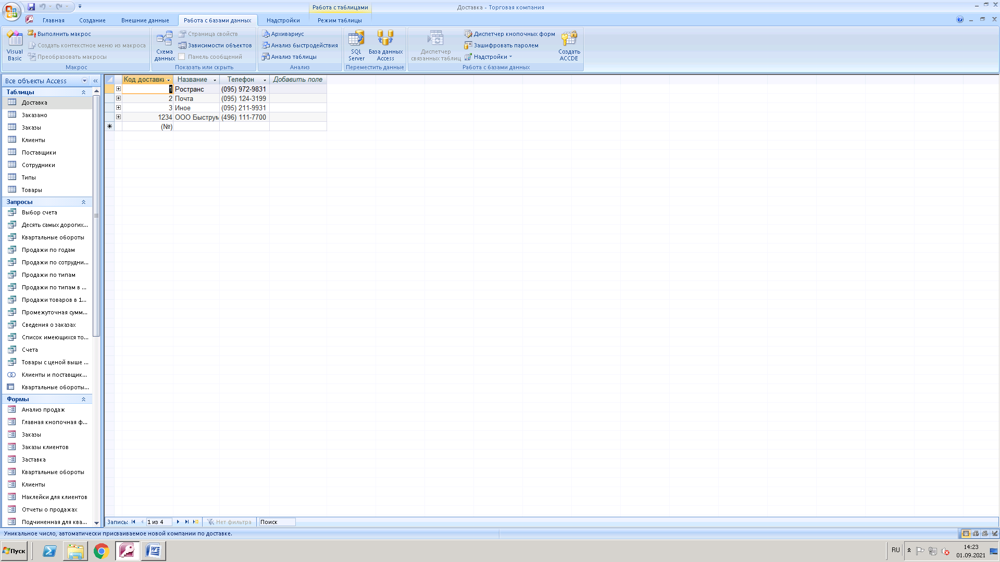 Работа с таблицами
Доставка - Торговая компания
Главная
Создание
Внешние данные
Работа с базами данных
Надстройки
Режим таблицы
Visual Basic
Выполнить макрос
Создать контекстное меню из макроса
Преобразовать макросы
Макрос
Схема данных
Страница свойств
Зависимости объектов
Панель сообщений
Показать или скрыть
Архивариус
Анализ быстродействия
Анализ таблицы
Анализ
SQL Server
База данных Access
Переместить данные
Диспетчер связанных таблиц
Диспетчер кнопочных форм
Зашифровать паролем
Надстройки
Создать ACCDE
Работа с базами данных
Все объекты Access
Таблицы
Доставка
Заказано
Заказы
Клиенты
Поставщики
Сотрудники
Типы
Товары
Запросы
Выбор счета
Десять самых дорогих...
Квартальные обороты
Продажи по годам
Продажи по сотрудни...
Продажи по типам
Продажи по типам в ...
Продажи товаров в 1...
Промежуточная сумм...
Сведения о заказах
Список имеющихся то...
Счета
Товары с ценой выше ...
Клиенты и поставщик...
Квартальные обороты...
Формы
Анализ продаж
Главная кнопочная ф...
Заказы
Заказы клиентов
Заставка
Квартальные обороты
Клиенты
Наклейки для клиентов
Отчеты о продажах
Подчиненная для ква...
Код доставки Название Телефон Добавить поле
1 Ространс (095) 972-9831
2 Почта (095) 124-3199
3 Иное (095) 211-9931
1234 ООО Быструм (496) 111-7700
(№)
Запись: 1 из 4 Нет фильтра Поиск
Уникальное число, автоматически присваиваемое новой компании по доставке.
Пуск
RU
14:23
01.09.2021